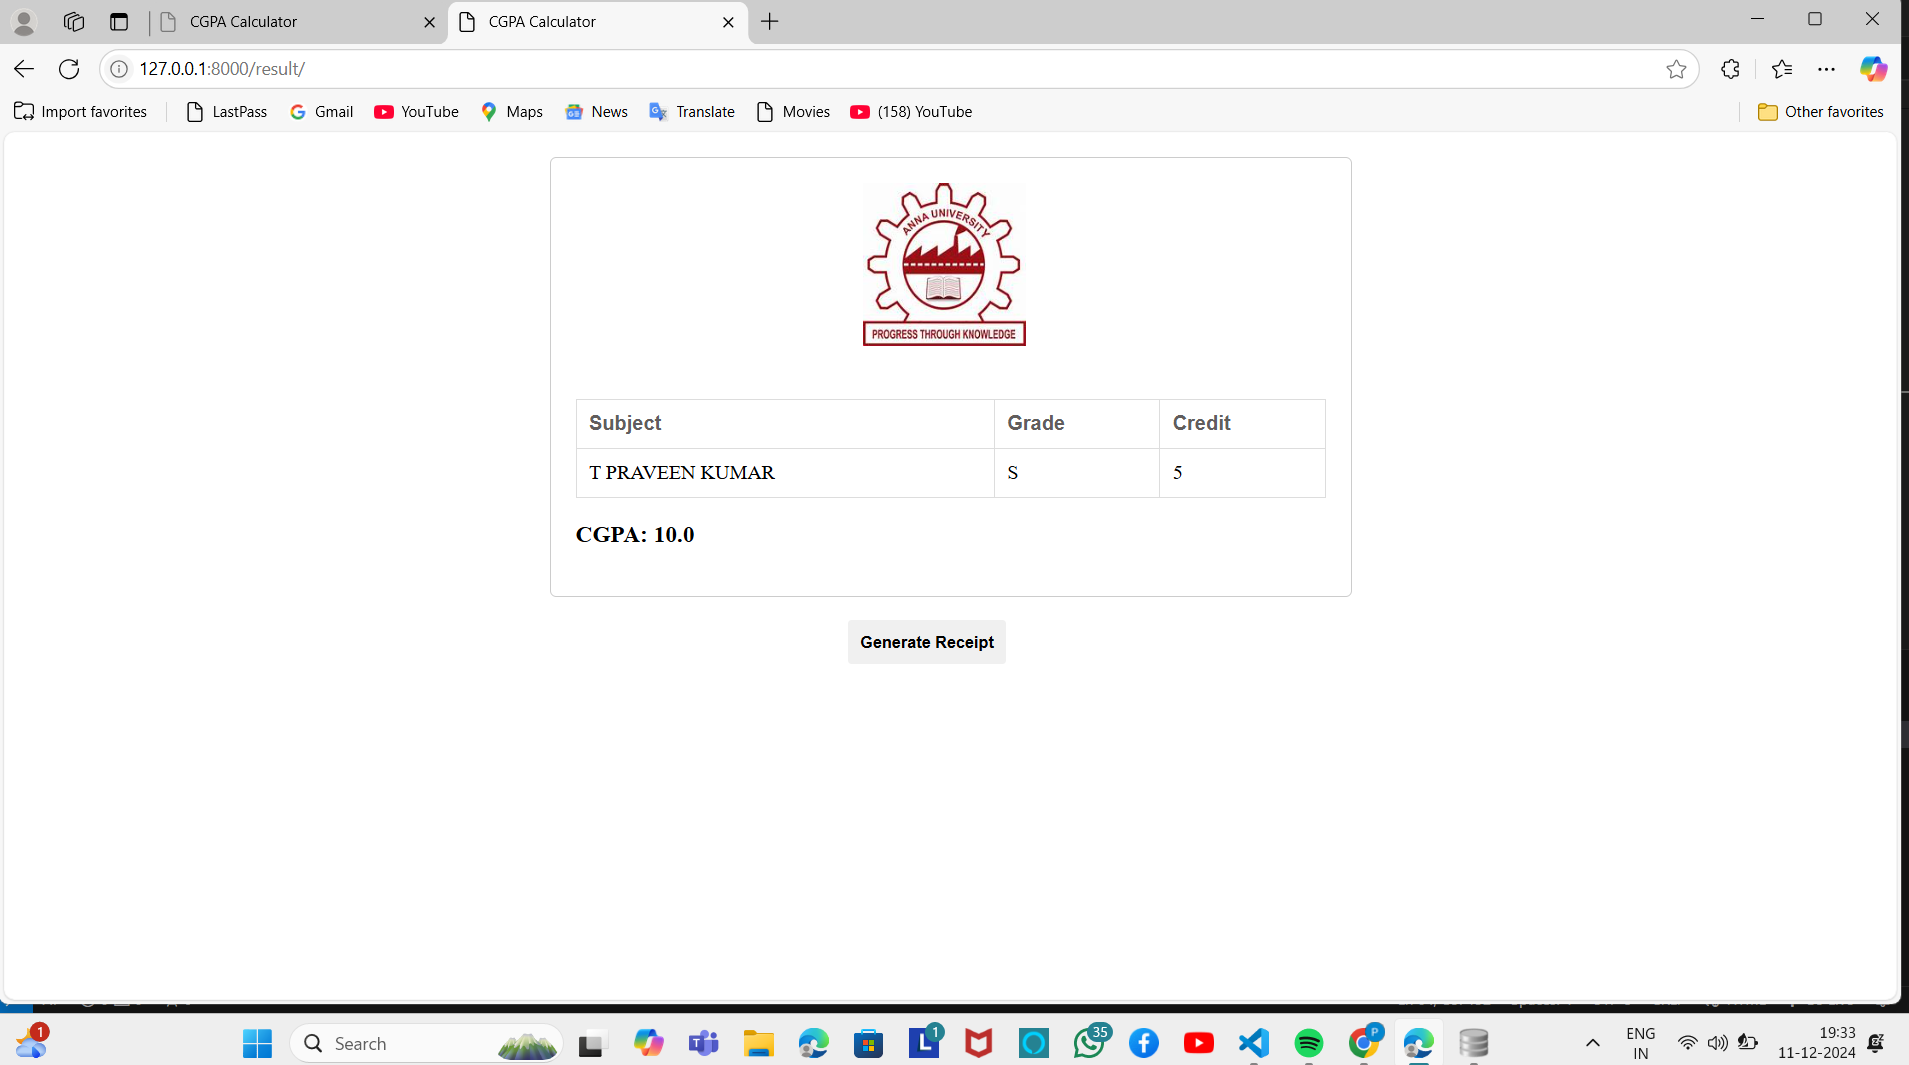 CGPA Calculator
CGPA Calculator
127.0.0.1:8000/result/
Import favorites
LastPass
Gmail
YouTube
Maps
News
Translate
Movies
(158) YouTube
Other favorites
ANNA UNIVERSITY
PROGRESS THROUGH KNOWLEDGE
Subject Grade Credit
T PRAVEEN KUMAR S 5
CGPA: 10.0
Generate Receipt
1
Search
T
L
1
35
P
ENG
IN
19:33
11-12-2024